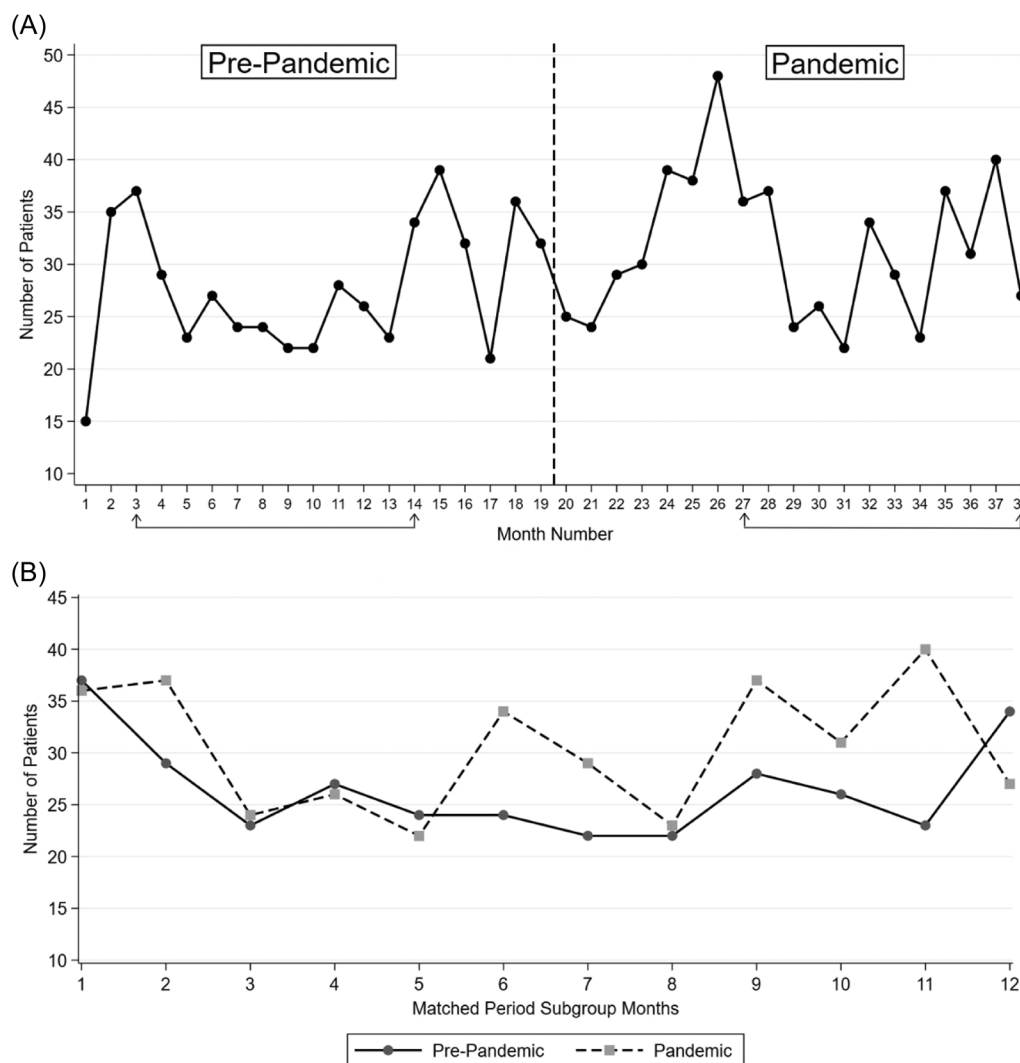 (A)
Pre-Pandemic Pandemic
Number of Patients
50
45
40
35
30
25
20
15
10
1 2 3 4 5 6 7 8 9 10 11 12 13 14 15 16 17 18 19 20 21 22 23 24 25 26 27 28 29 30 31 32 33 34 35 36 37 3
Month Number
(B)
Number of Patients
45
40
35
30
25
20
15
10
1 2 3 4 5 6 7 8 9 10 11 12
Matched Period Subgroup Months
Pre-Pandemic Pandemic